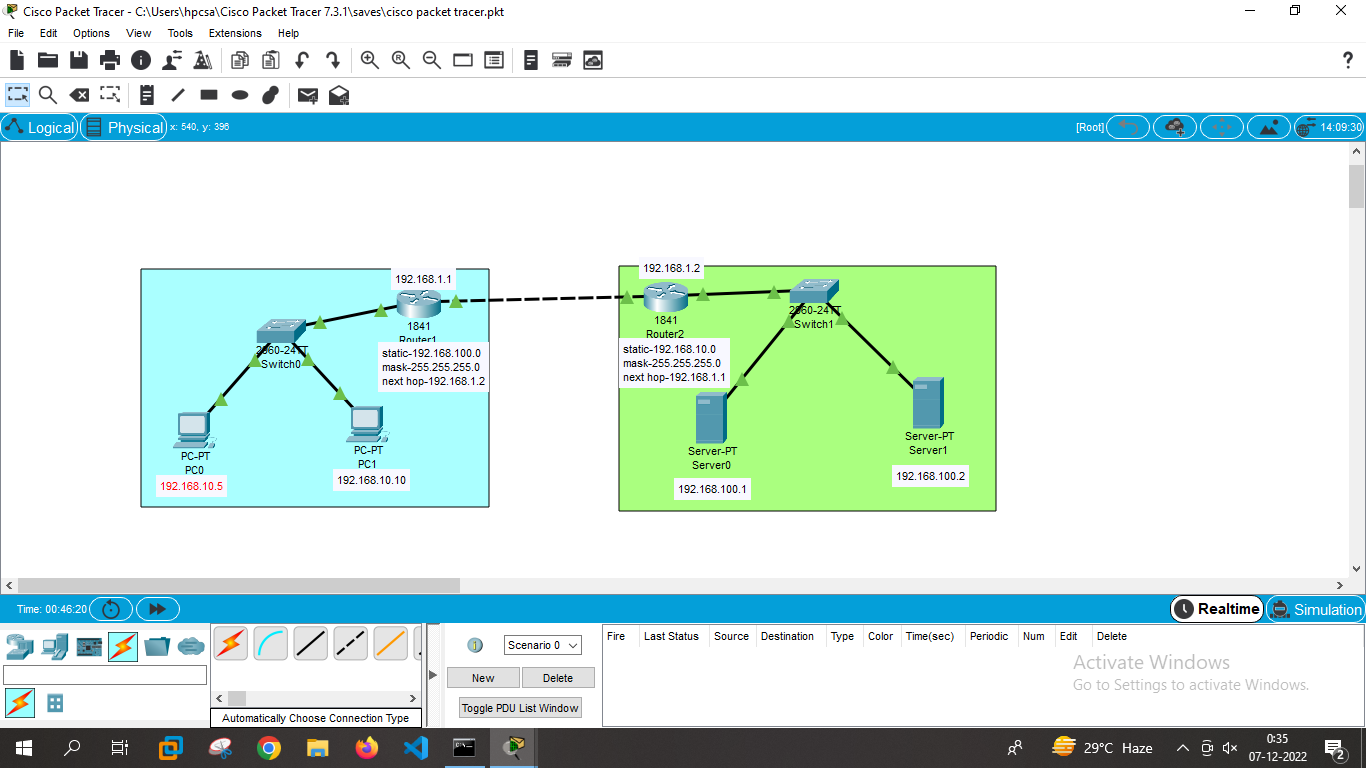 Cisco Packet Tracer - C:\Users\hpcsa\Cisco Packet Tracer 7.3.1\saves\cisco packet tracer.pkt
File Edit Options View Tools Extensions Help
Logical Physical x: 540, y: 396 [Root] 14:09:30
192.168.1.1
1841
Router1
static-192.168.100.0
mask-255.255.255.0
next hop-192.168.1.2
2960-24TT
Switch0
PC-PT
PC0
192.168.10.5
PC-PT
PC1
192.168.10.10
192.168.1.2
1841
Router2
static-192.168.10.0
mask-255.255.255.0
next hop-192.168.1.1
2960-24TT
Switch1
Server-PT
Server0
192.168.100.1
Server-PT
Server1
192.168.100.2
Time: 00:46:20 Realtime Simulation
Scenario 0
New Delete
Toggle PDU List Window
Automatically Choose Connection Type
Fire Last Status Source Destination Type Color Time(sec) Periodic Num Edit Delete
Activate Windows
Go to Settings to activate Windows.
29°C Haze
0:35
07-12-2022
2